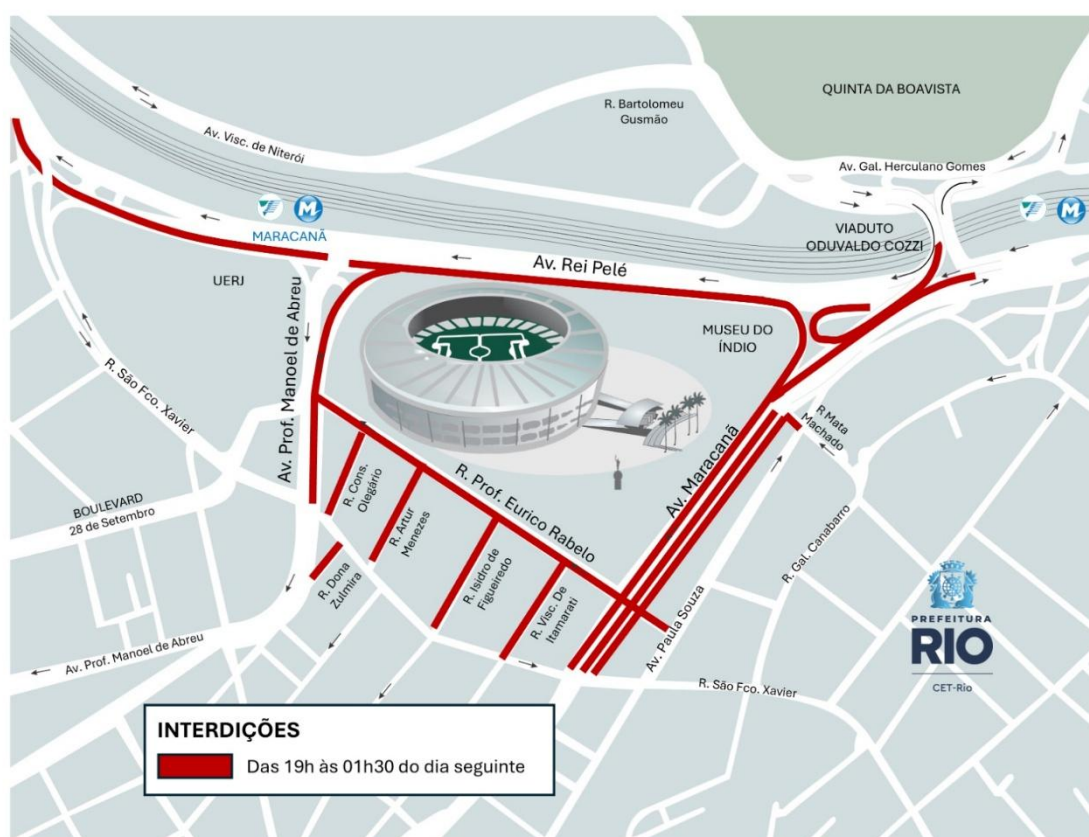 QUINTA DA BOAVISTA
R. Bartolomeu
Gusmão
Av. Visc. de Niterói
Av. Gal. Herculano Gomes
M
MARACANÃ
M
VIADUTO
ODUVALDO COZZI
Av. Rei Pelé
UERJ
MUSEU DO
ÍNDIO
Av. Prof. Manoel de Abreu
R. São Fco. Xavier
R Mata
Machado
Av. Maracanã
R. Cons.
Olegário
R. Prof. Eurico Rabelo
R. Artur
Menezes
BOULEVARD
28 de Setembro
R. Gal. Canabarro
R. Isidro de
Figueiredo
R. Dona
Zulmira
R. Visc. De
Itamarati
Av. Paula Souza
Av. Prof. Manoel de Abreu
R. São Fco. Xavier
PREFEITURA
RIO
CET-Rio
INTERDIÇÕES
Das 19h às 01h30 do dia seguinte